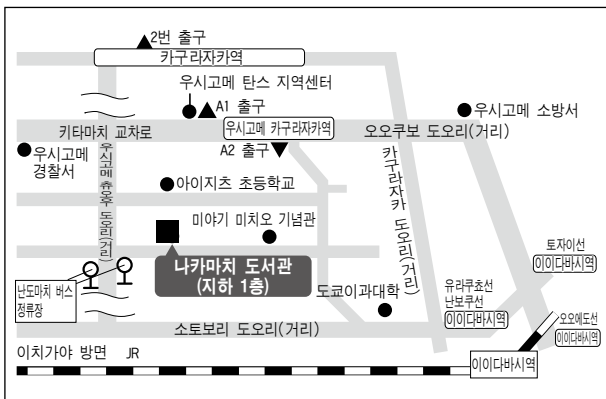 2번 출구
카구라자카역
우시고메 탄스 지역센터
A1 출구
우시고메 소방서
키타마치 교차로
우시고메 카구라자카역
오오쿠보 도오리(거리)
우시고메
경찰서
A2 출구
우시고메 츄오우 도오리(거리)
아이지츠 초등학교
카구라자카 도오리(거리)
미야기 미치오 기념관
나카마치 도서관
(지하 1층)
토자이선
이이다바시역
난도마치 버스
정류장
도쿄이과대학
유라쿠쵸선
난보쿠선
이이다바시역
오오에도선
이이다바시역
소토보리 도오리(거리)
이치가야 방면 JR
이이다바시역